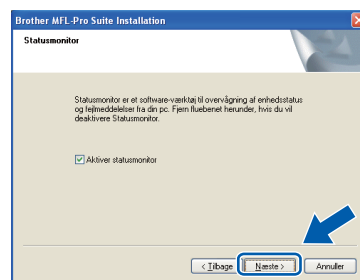 Brother MFL-Pro Suite Installation
Statusmonitor
Statusmonitor er et software-værktøj til overvågning af enhedsstatus
og fejlmeddelelser fra din pc. Fjern fluebenet herunder, hvis du vil
deaktivere Statusmonitor.
Aktiver statusmonitor
< Tilbage
Næste >
Annuller